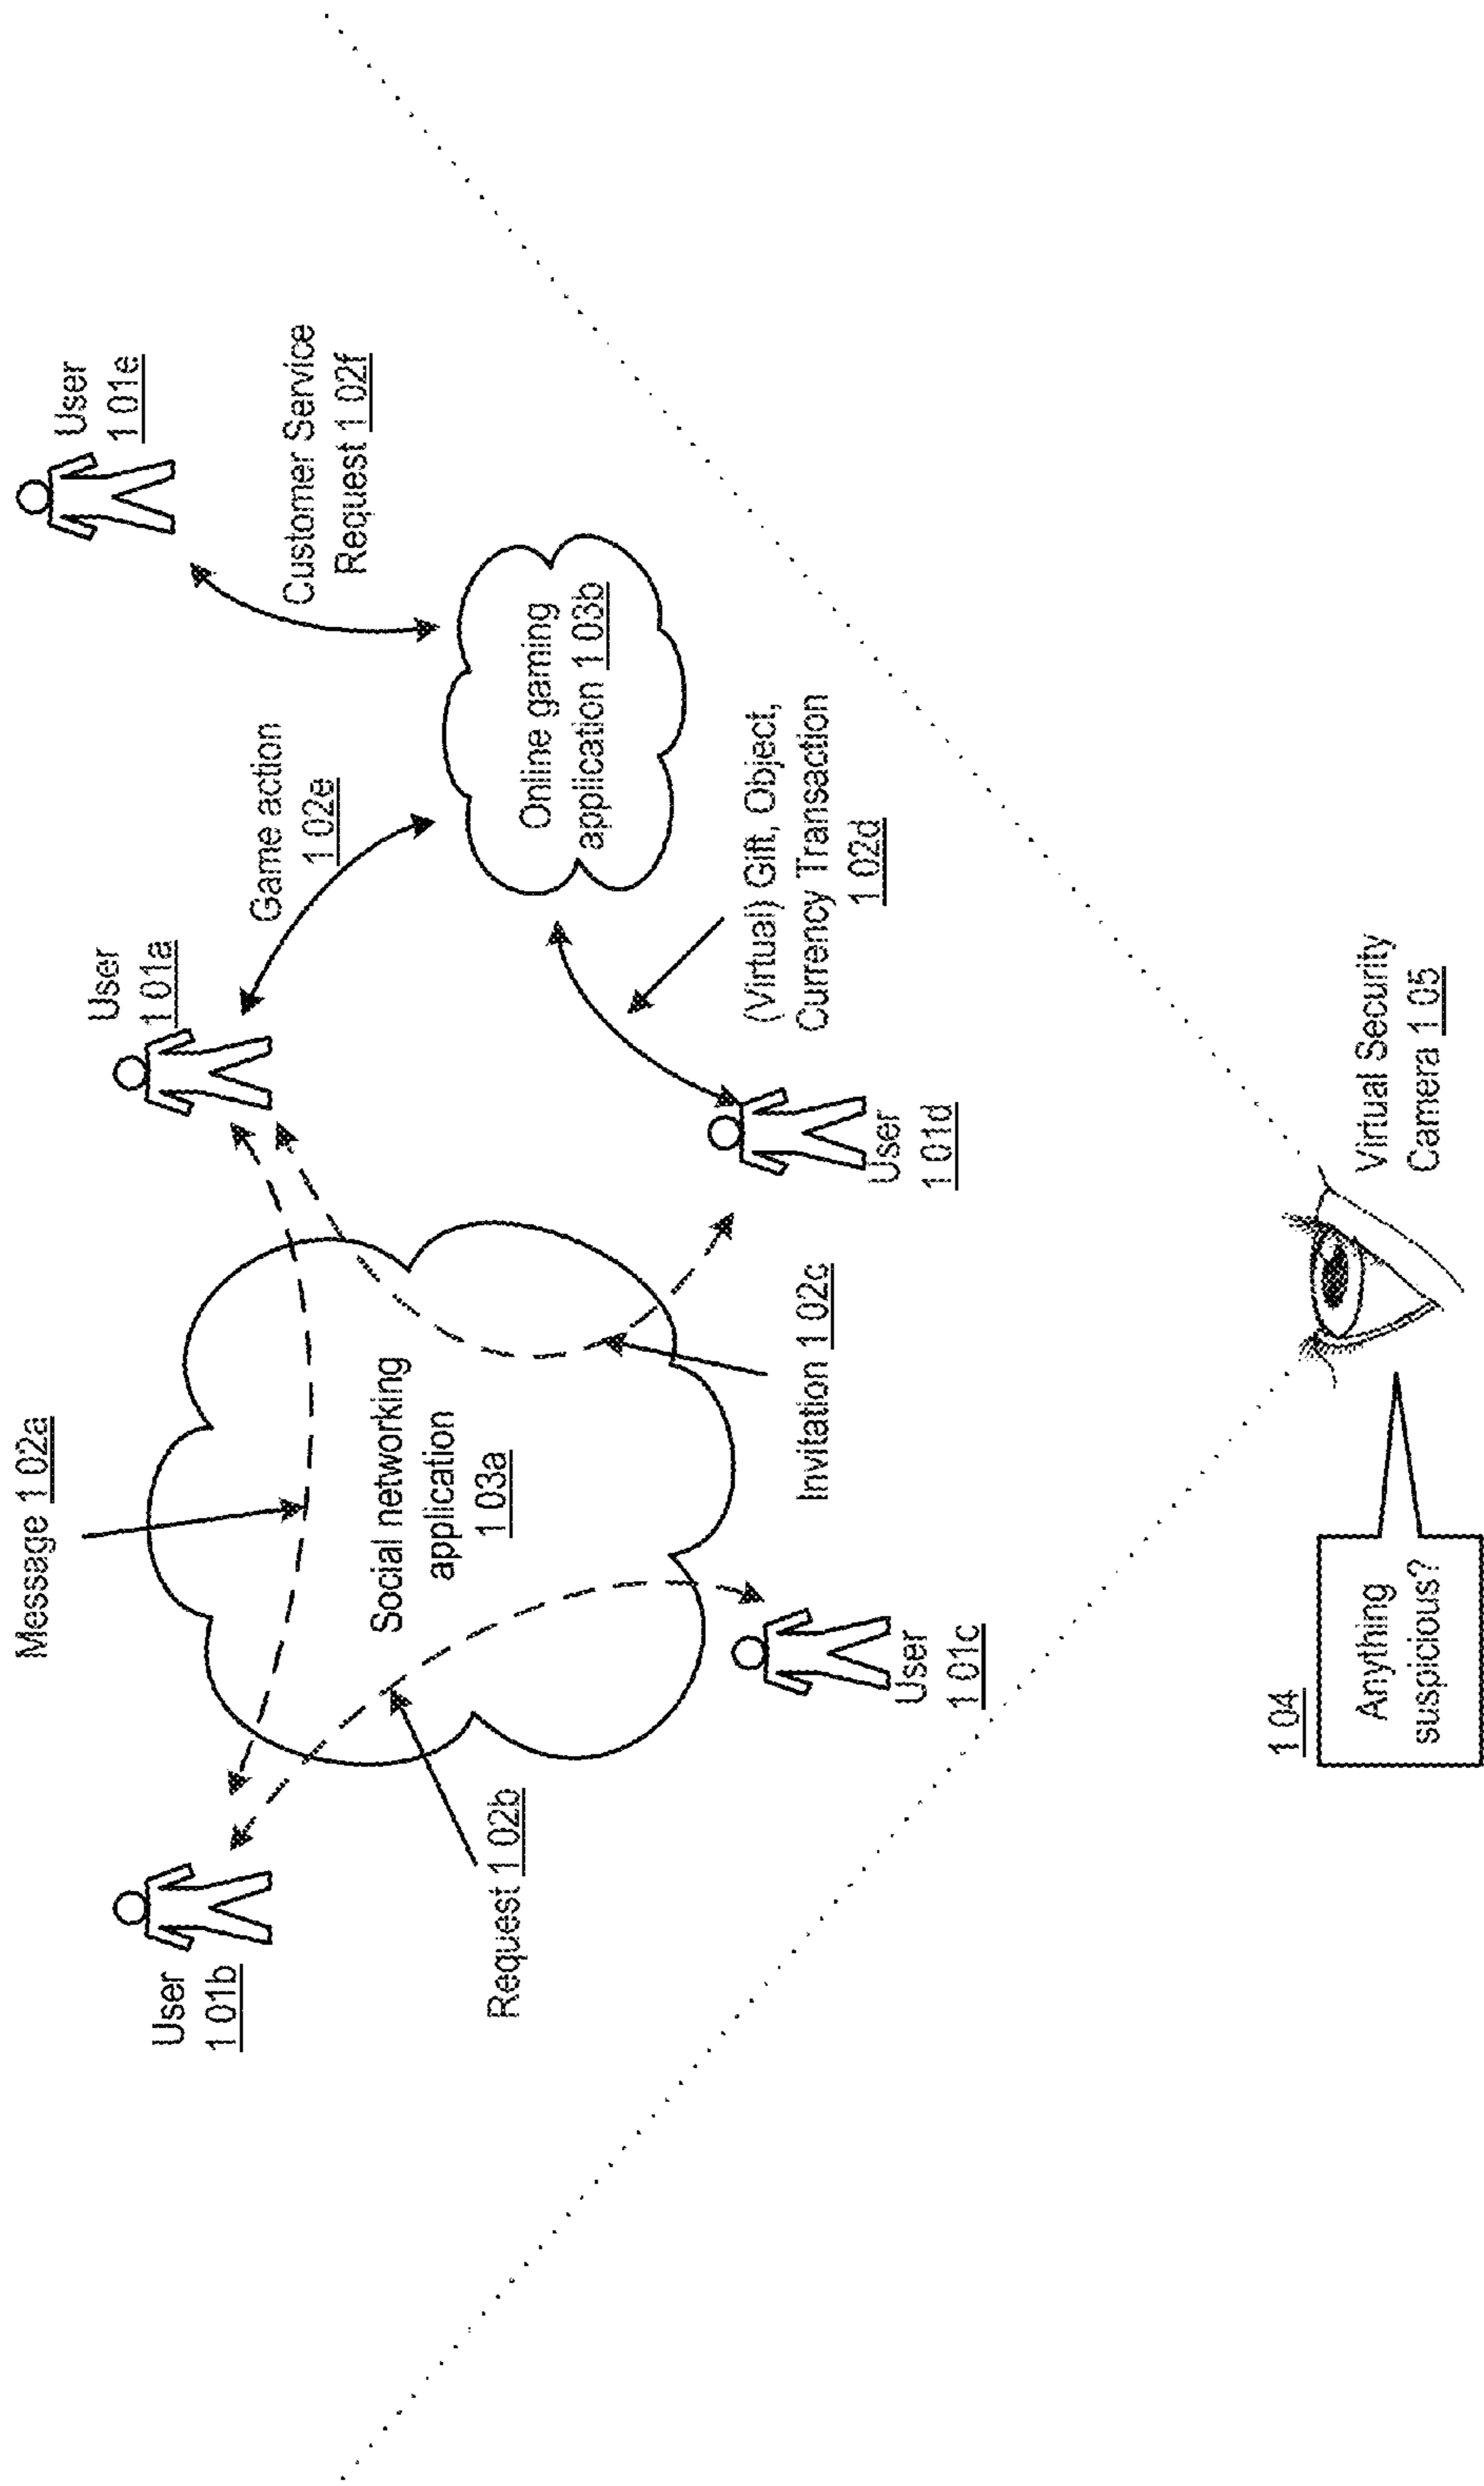 Message 102a
User
101b
User
101a
User
101e
Game action
102e
Customer Service
Request 102f
Social networking
application
103a
Online gaming
application 103b
Request 102b
Invitation 102c
(Virtual) Gift, Object,
Currency Transaction
102d
User
101c
User
101d
104
Anything
suspicious?
Virtual Security
Camera 105